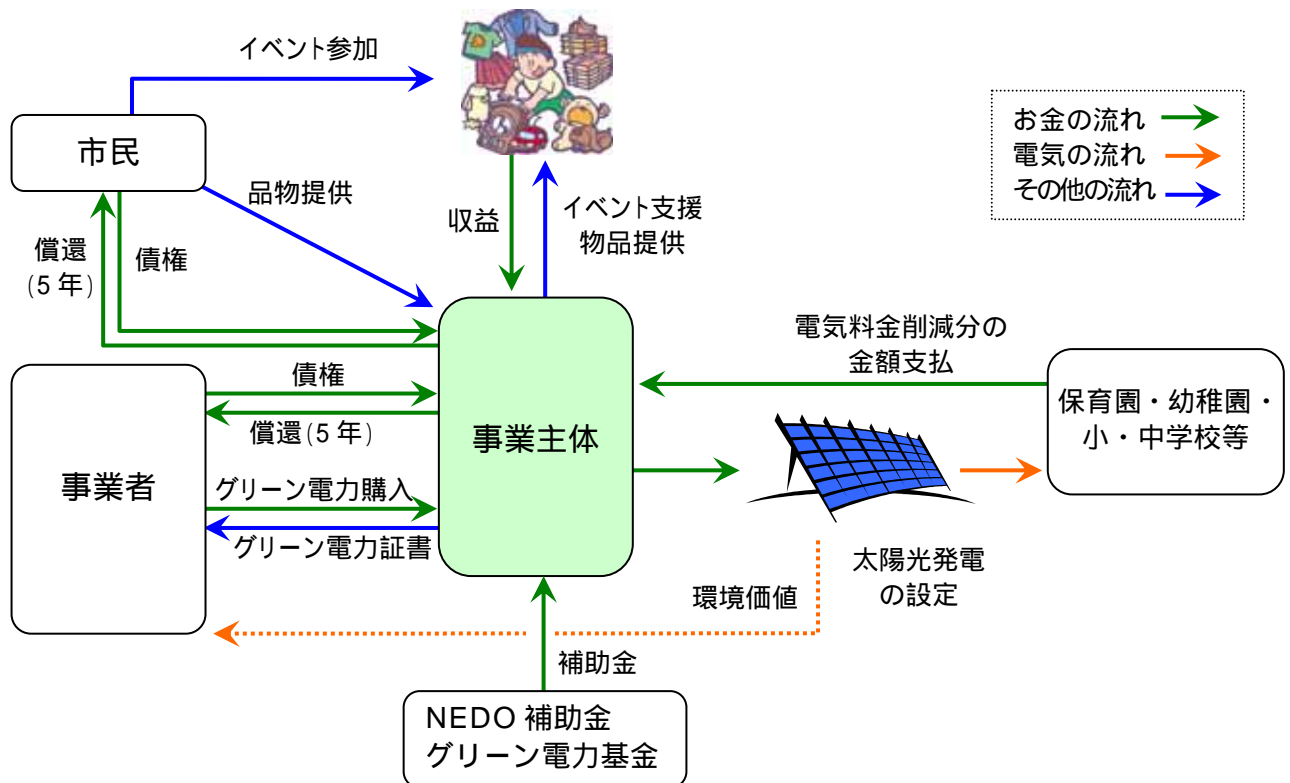 イベント参加
お金の流れ
電気の流れ
その他の流れ
市民
品物提供
収益
イベント支援
物品提供
償還
(5年)
債権
電気料金削減分の
金額支払
債権
償還(5年)
事業主体
保育園・幼稚園・
小・中学校等
事業者
グリーン電力購入
グリーン電力証書
太陽光発電
の設定
環境価値
補助金
NEDO 補助金
グリーン電力基金